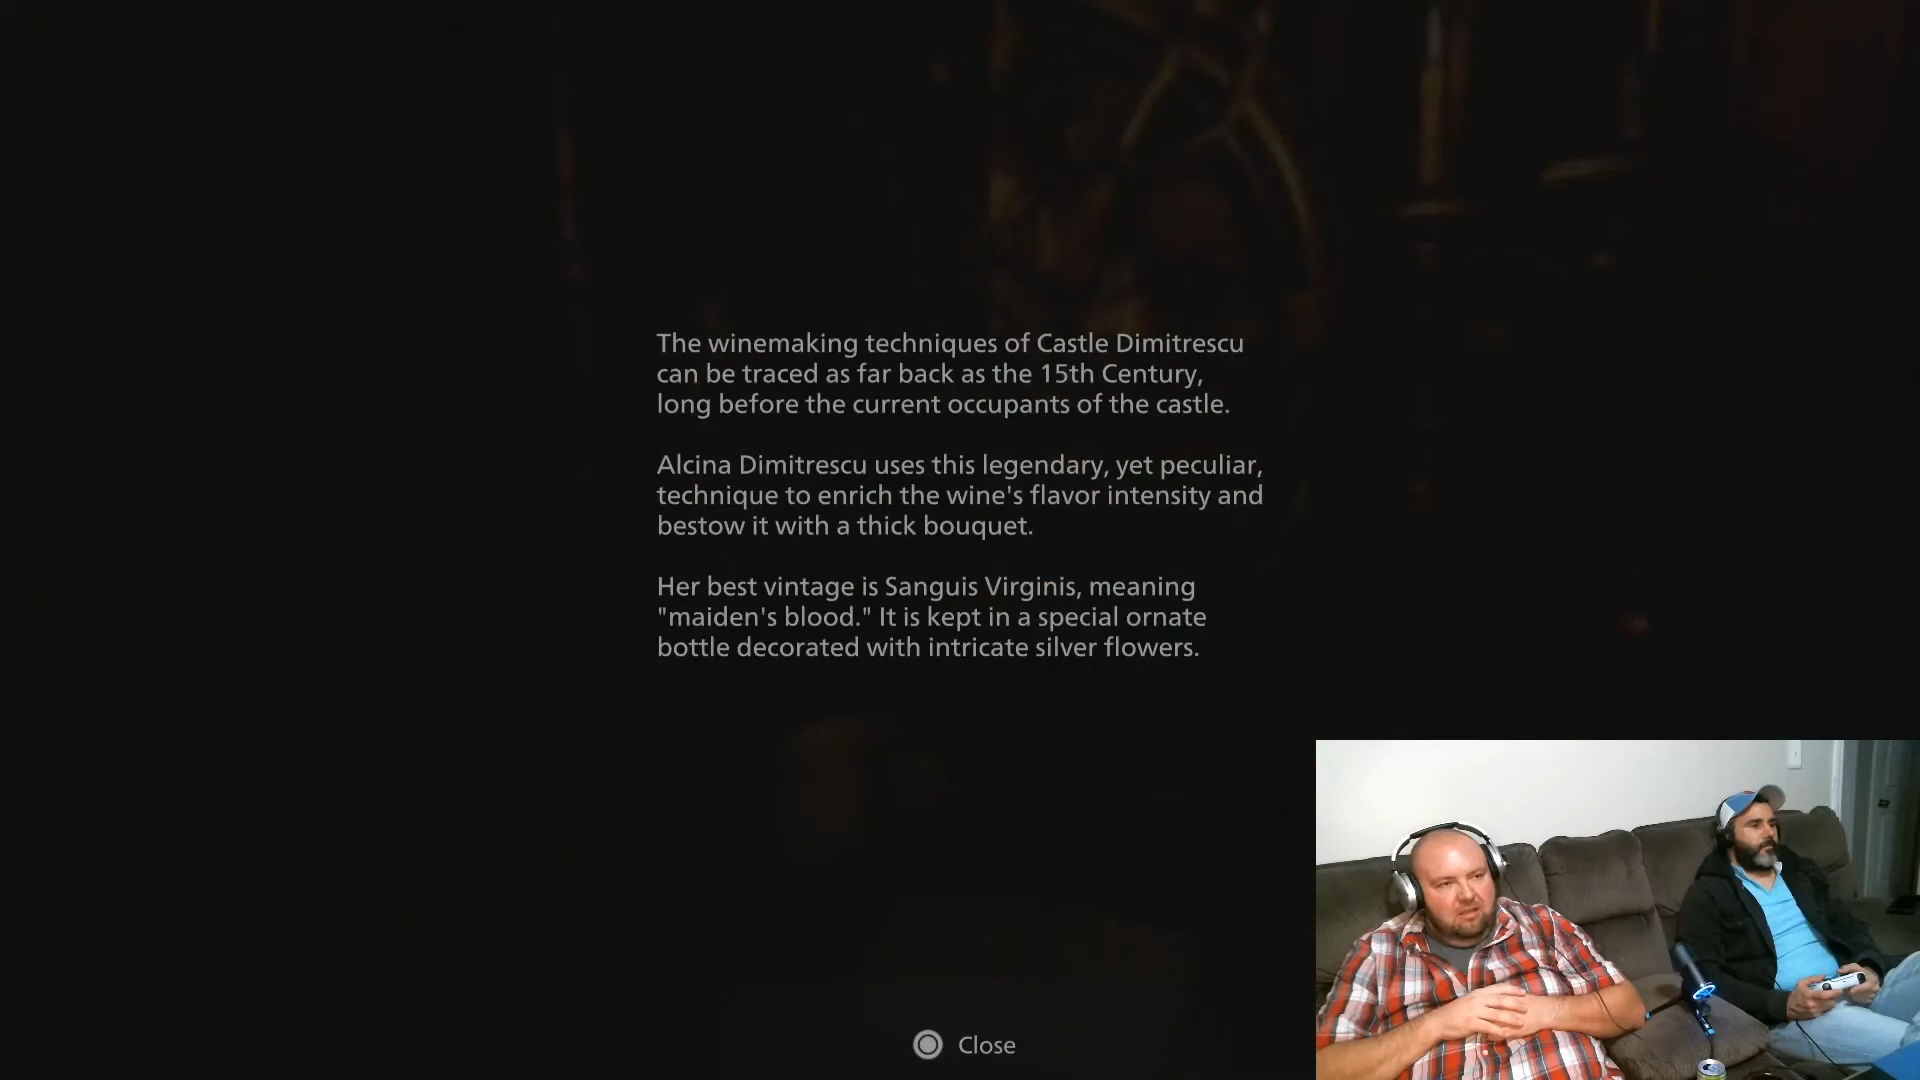 The winemaking techniques of Castle Dimitrescu
can be traced as far back as the 15th Century,
long before the current occupants of the castle.
Alcina Dimitrescu uses this legendary, yet peculiar,
technique to enrich the wine's flavor intensity and
bestow it with a thick bouquet.
Her best vintage is Sanguis Virginis, meaning
"maiden's blood." It is kept in a special ornate
bottle decorated with intricate silver flowers.
Close